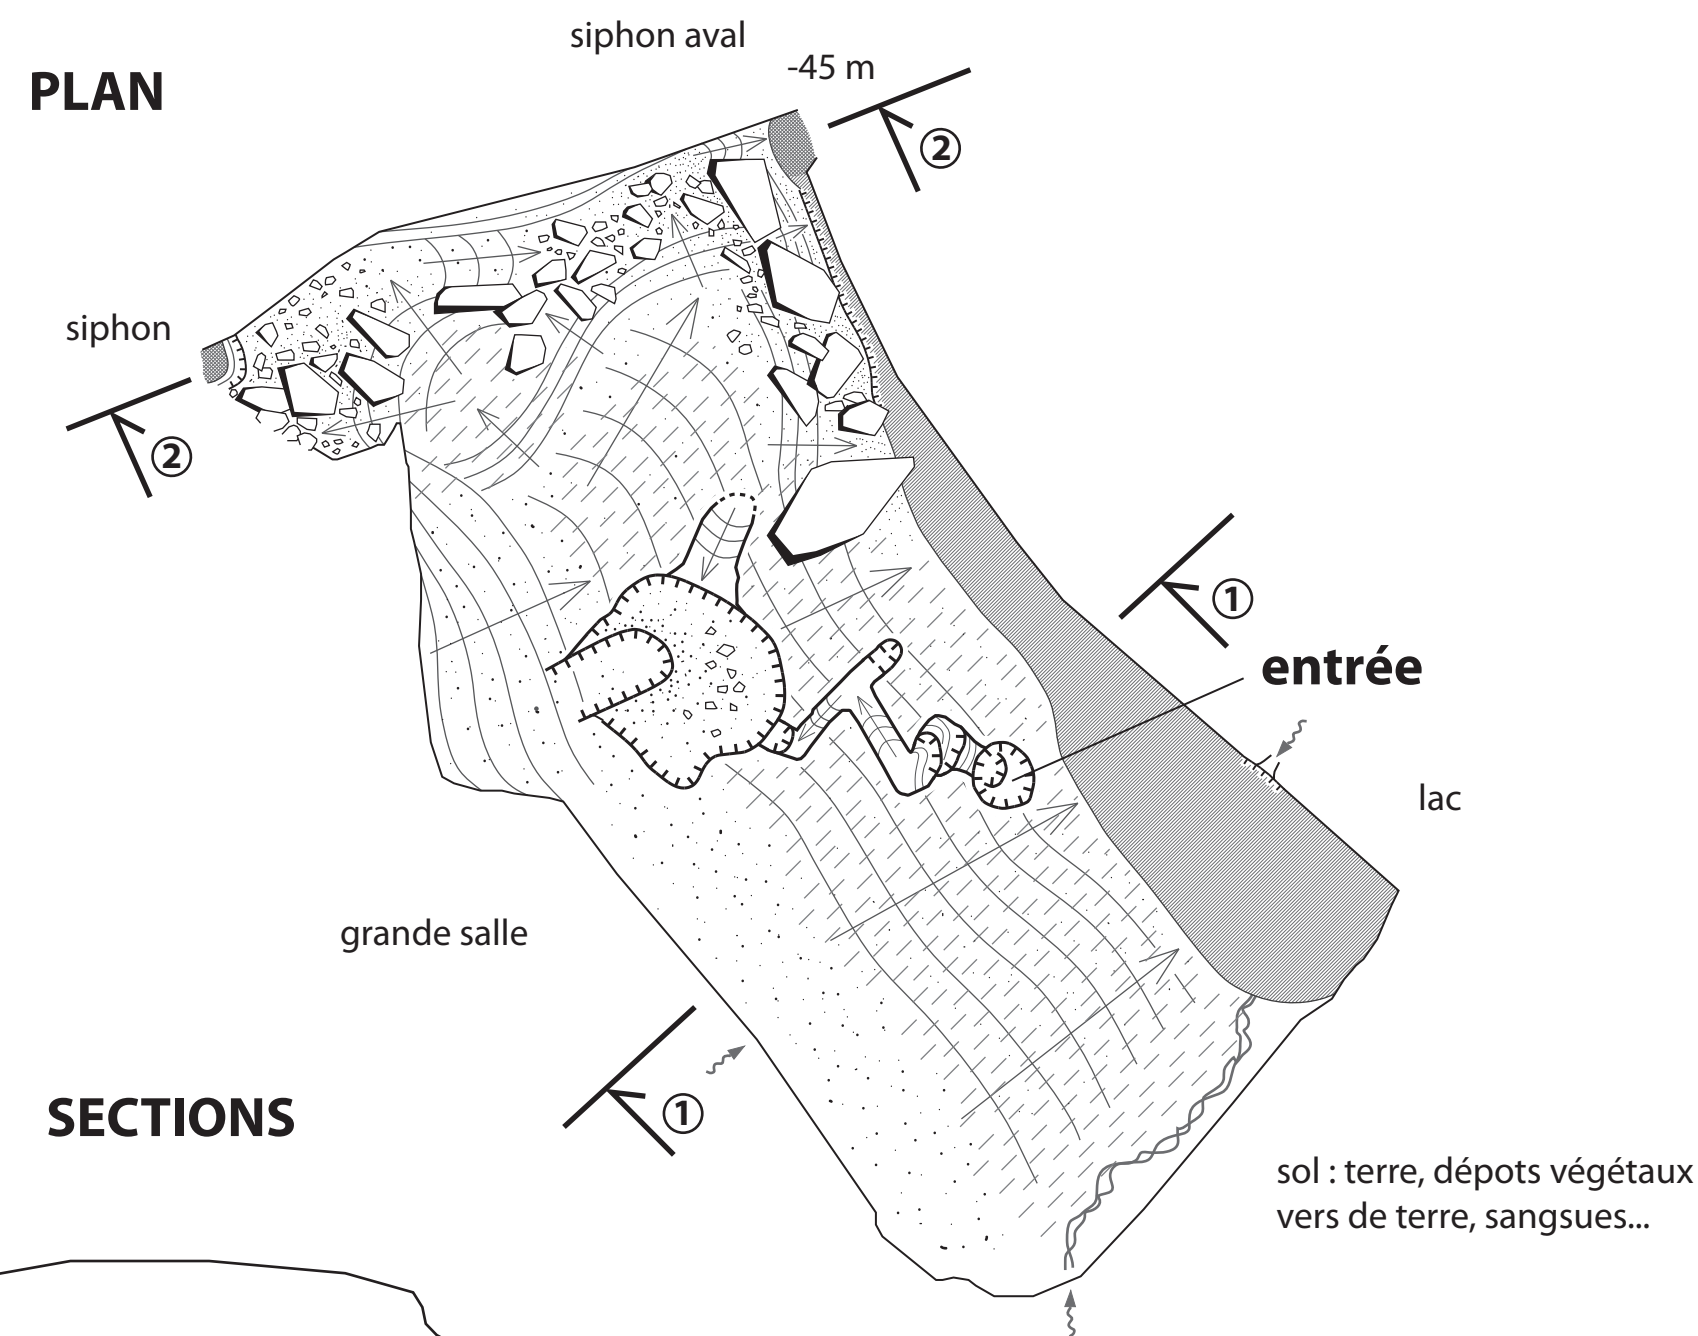 siphon aval
-45 m
PLAN
②
siphon
②
①
entrée
lac
grande salle
①
SECTIONS
sol : terre, dépots végétaux
vers de terre, sangsues...